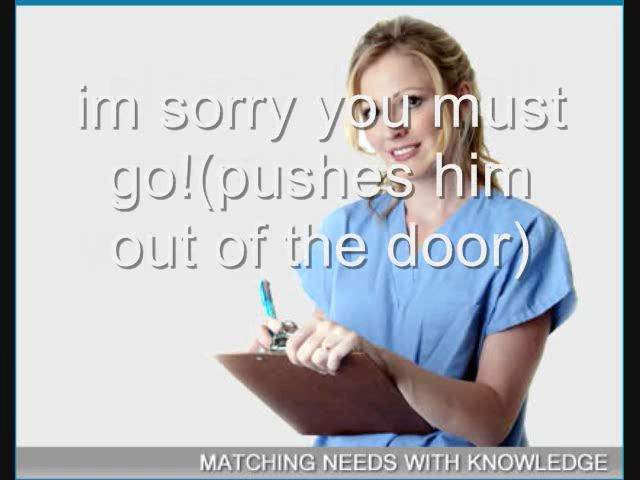 im sorry you must
go!(pushes him
out of the door)
MATCHING NEEDS WITH KNOWLEDGE